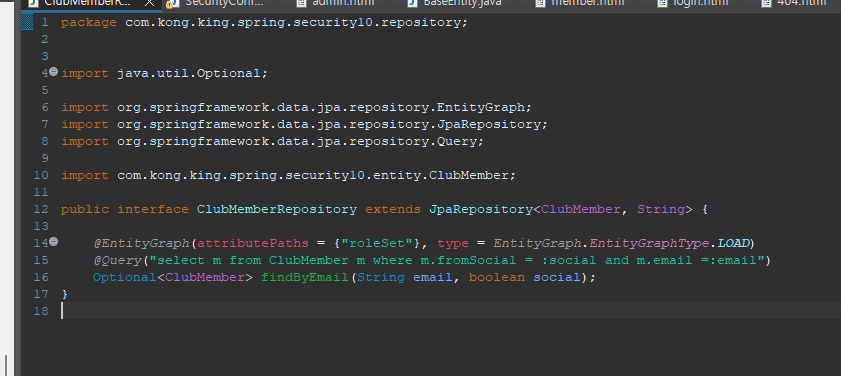 ClubMemberR...
SecurityConf...
admin.html
BaseEntity.java
member.html
login.html
404.html
1 package com.kong.king.spring.security10.repository;
2
3
4 import java.util.Optional;
5
6 import org.springframework.data.jpa.repository.EntityGraph;
7 import org.springframework.data.jpa.repository.JpaRepository;
8 import org.springframework.data.jpa.repository.Query;
9
10 import com.kong.king.spring.security10.entity.ClubMember;
11
12 public interface ClubMemberRepository extends JpaRepository<ClubMember, String> {
13
14 @EntityGraph(attributePaths = {"roleSet"}, type = EntityGraph.EntityGraphType.LOAD)
15 @Query("select m from ClubMember m where m.fromSocial = :social and m.email =:email")
16 Optional<ClubMember> findByEmail(String email, boolean social);
17 }
18